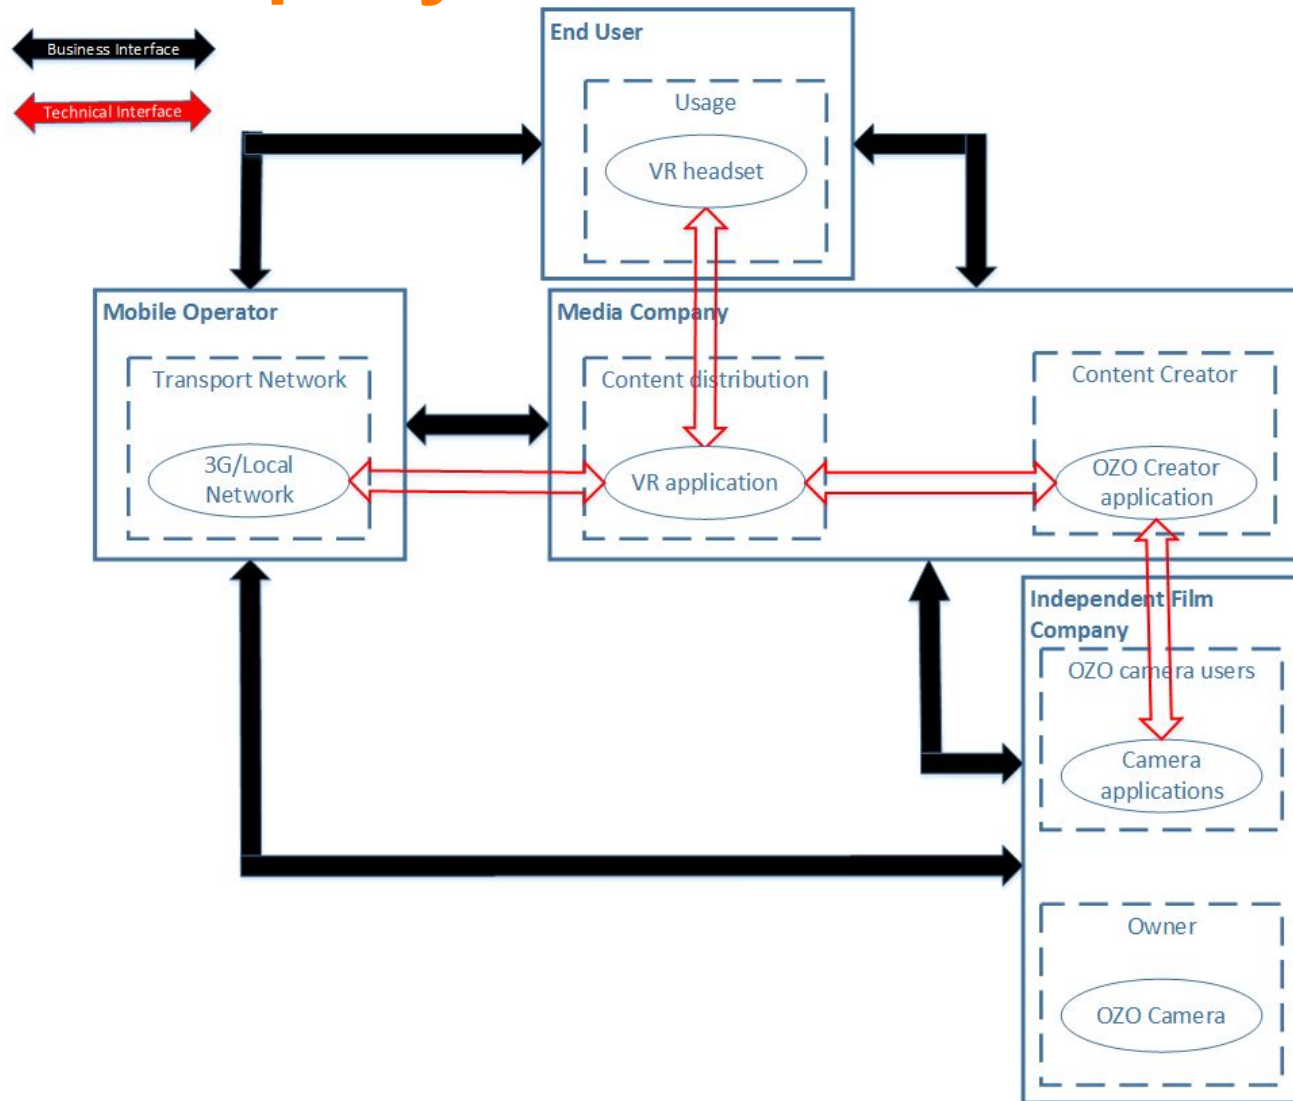 Business Interface
Technical Interface
End User
Usage
VR headset
Mobile Operator
Transport Network
3G/Local
Network
Media Company
Content distribution
VR application
Content Creator
OZO Creator
application
Independent Film
Company
OZO camera users
Camera
applications
Owner
OZO Camera